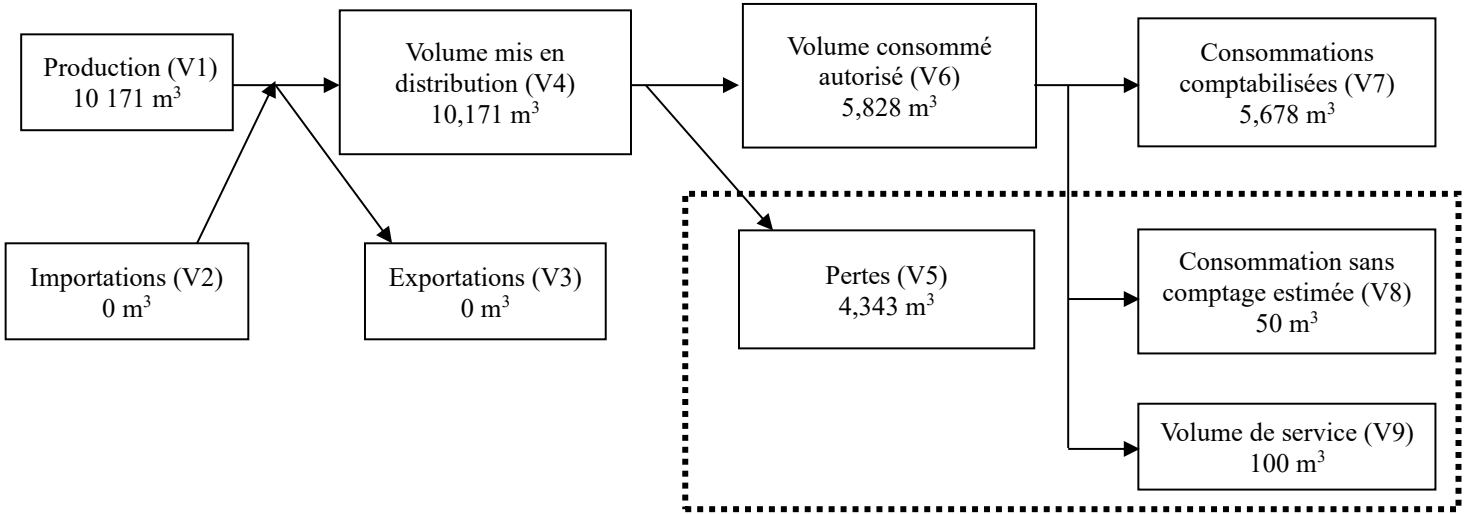 Production (V1)
10 171 m³
Volume mis en
distribution (V4)
10,171 m³
Volume consommé
autorisé (V6)
5,828 m³
Consommations
comptabilisées (V7)
5,678 m³
Importations (V2)
0 m³
Exportations (V3)
0 m³
Pertes (V5)
4,343 m³
Consommation sans
comptage estimée (V8)
50 m³
Volume de service (V9)
100 m³